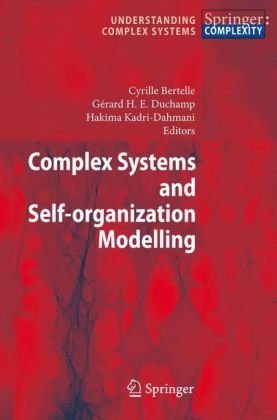 UNDERSTANDING
COMPLEX SYSTEMS
Springer:
COMPLEXITY
Cyrille Bertelle
Gérard H. E. Duchamp
Hakima Kadri-Dahmani
Editors
Complex Systems
and
Self-organization
Modelling
Springer